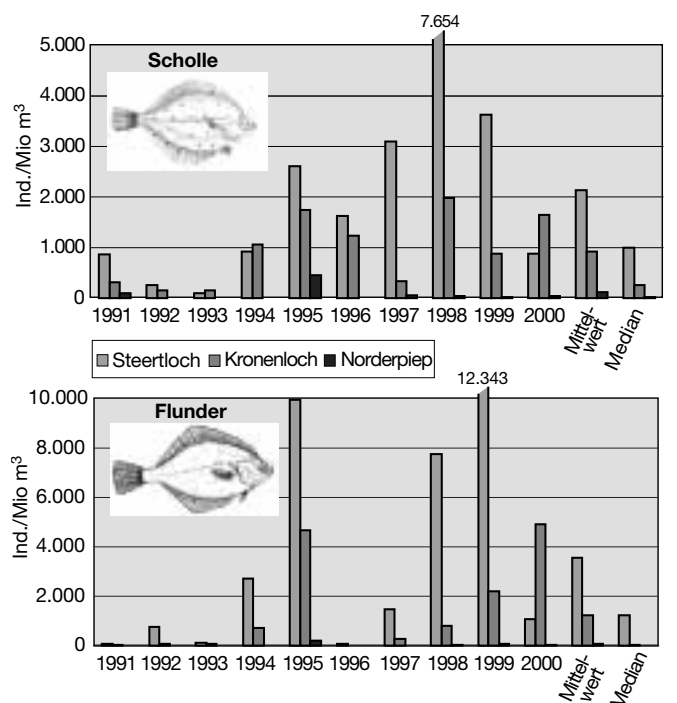 7.654
Scholle
Ind./Mio m³
5.000
4.000
3.000
2.000
1.000
0
1991 1992 1993 1994 1995 1996 1997 1998 1999 2000 Mittel-
wert Median
Steertloch Kronenloch Norderpiep
12.343
Flunder
Ind./Mio m³
10.000
8.000
6.000
4.000
2.000
0
1991 1992 1993 1994 1995 1996 1997 1998 1999 2000 Mittel-
wert Median